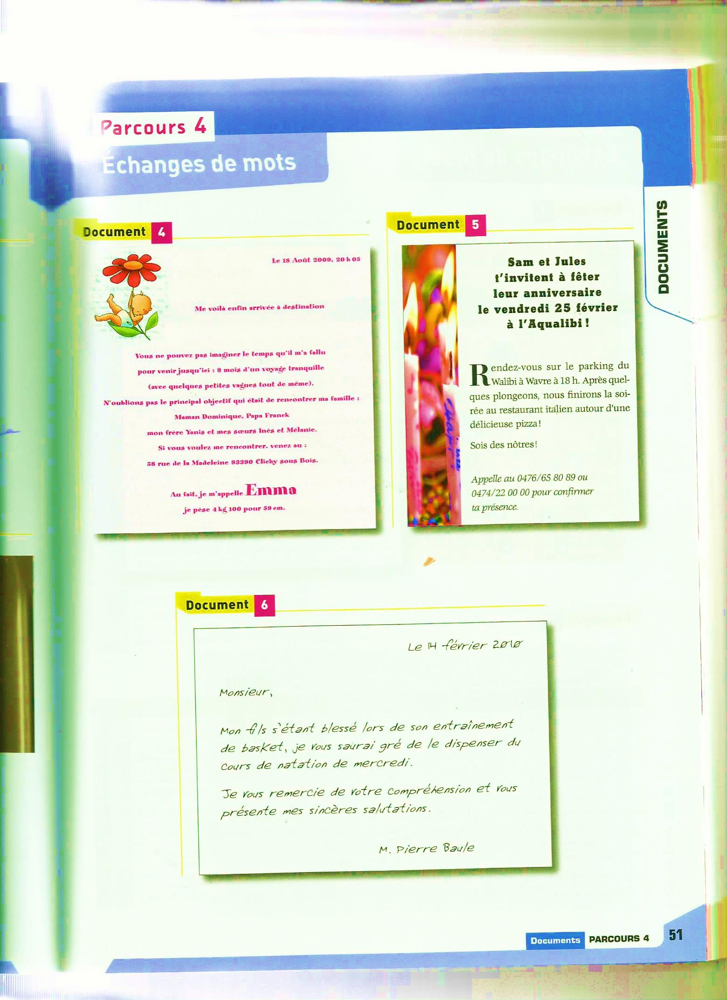 Parcours 4
Échanges de mots
DOCUMENTS
Document 4
Le 18 Août 2009, 20 h 05
Me voilà enfin arrivée à destination
Vous ne pouvez pas imaginer le temps qu'il m'a fallu
pour venir jusqu'ici : 9 mois d'un voyage tranquille
(avec quelques petites vagues tout de même).
N'oublions pas le principal objectif qui était de rencontrer ma famille :
Maman Dominique, Papa Franck
mon frère Yanis et mes sœurs Inès et Mélanie.
Si vous voulez me rencontrer, venez au :
58 rue de la Madeleine 93390 Clichy sous Bois.
Au fait, je m'appelle Emma
je pèse 4 kg 100 pour 59 cm.
Document 5
Sam et Jules
t'invitent à fêter
leur anniversaire
le vendredi 25 février
à l'Aqualibi !
Rendez-vous sur le parking du
Walibi à Wavre à 18 h. Après quel-
ques plongeons, nous finirons la soi-
rée au restaurant italien autour d'une
délicieuse pizza !
Sois des nôtres !
Appelle au 0476/65 80 89 ou
0474/22 00 00 pour confirmer
ta présence.
Document 6
Le 14 février 2010
Monsieur,
Mon fils s'étant blessé lors de son entraînement
de basket, je vous saurai gré de le dispenser du
cours de natation de mercredi.
Je vous remercie de votre compréhension et vous
présente mes sincères salutations.
M. Pierre Baule
Documents PARCOURS 4 51